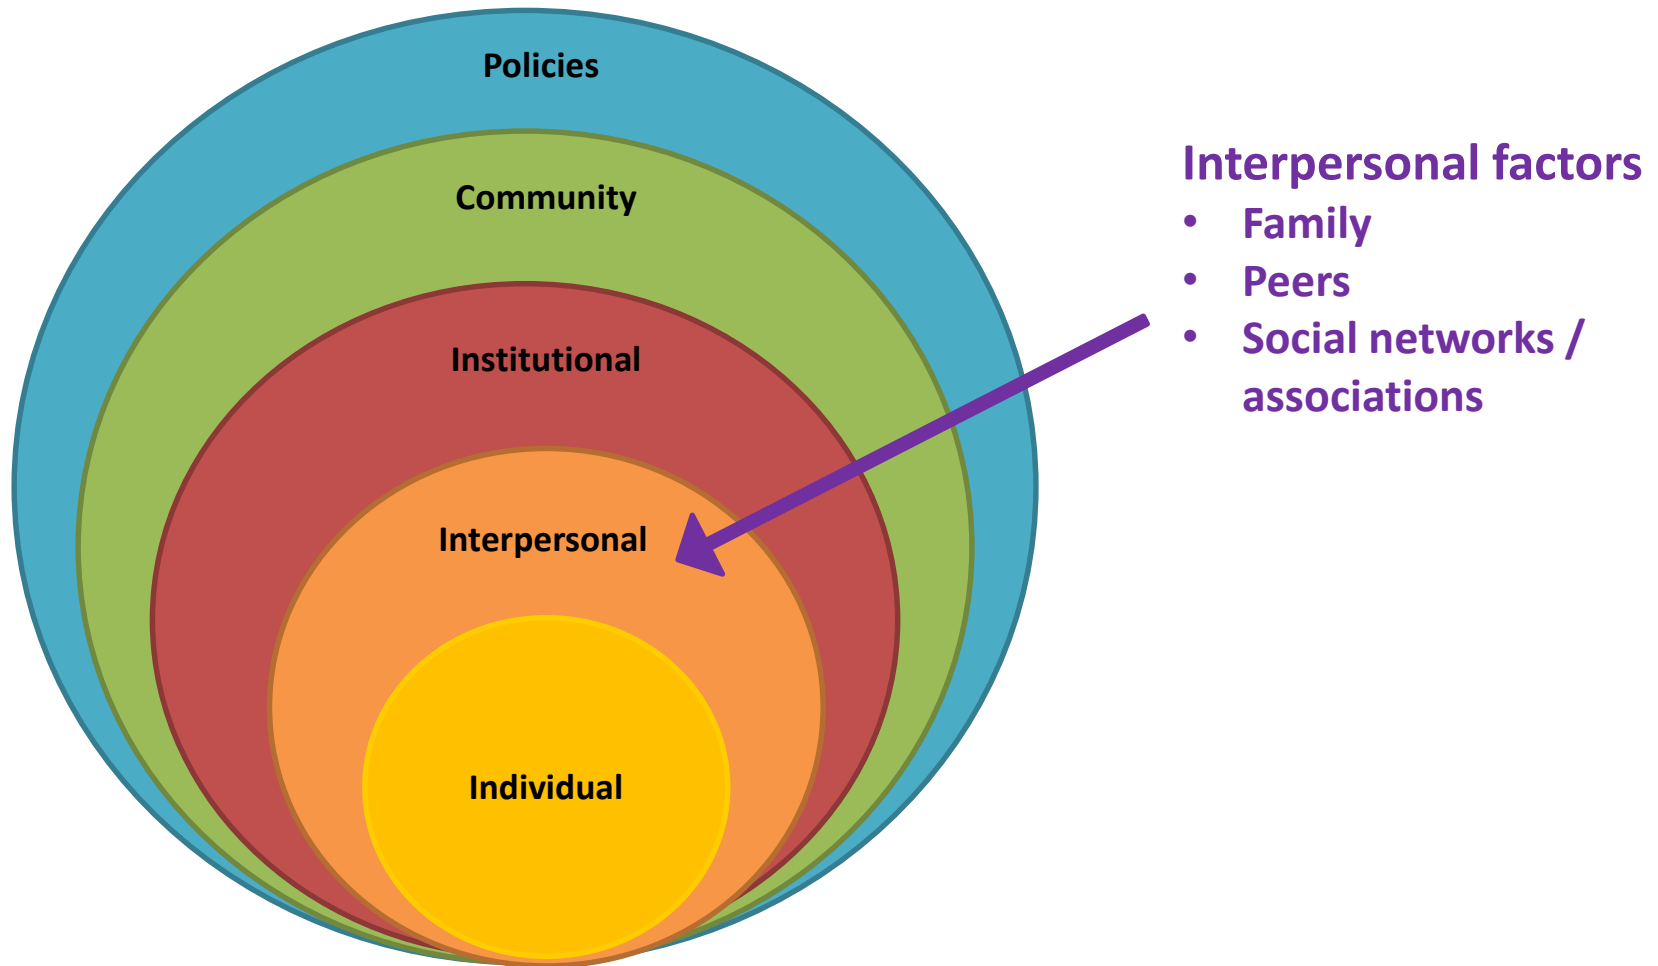 Policies
Community
Institutional
Interpersonal
Individual
Interpersonal factors
• Family
• Peers
• Social networks /
associations